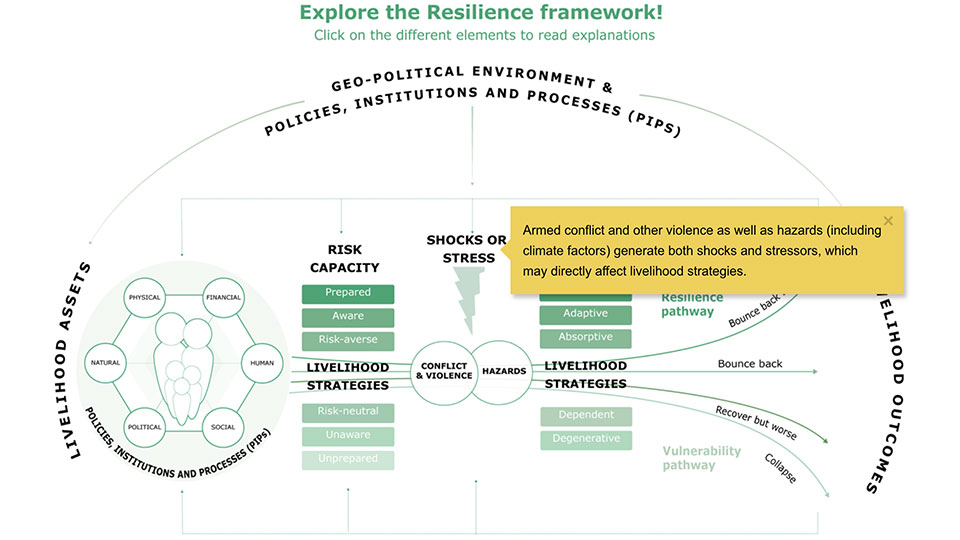 Explore the Resilience framework!
Click on the different elements to read explanations
GEO-POLITICAL ENVIRONMENT &
POLICIES, INSTITUTIONS AND PROCESSES (PIPS)
LIVELIHOOD ASSETS
PHYSICAL
FINANCIAL
NATURAL
HUMAN
POLITICAL
SOCIAL
POLICIES, INSTITUTIONS AND PROCESSES (PIPs)
RISK
CAPACITY
Prepared
Aware
Risk-averse
LIVELIHOOD
STRATEGIES
Risk-neutral
Unaware
Unprepared
SHOCKS OR
STRESS
×
Armed conflict and other violence as well as hazards (including
climate factors) generate both shocks and stressors, which
may directly affect livelihood strategies.
CONFLICT
& VIOLENCE
HAZARDS
Adaptive
Absorptive
LIVELIHOOD
STRATEGIES
Dependent
Degenerative
Resilience
pathway
Vulnerability
pathway
Bounce back
Bounce back
Recover but worse
Collapse
OUTCOMES